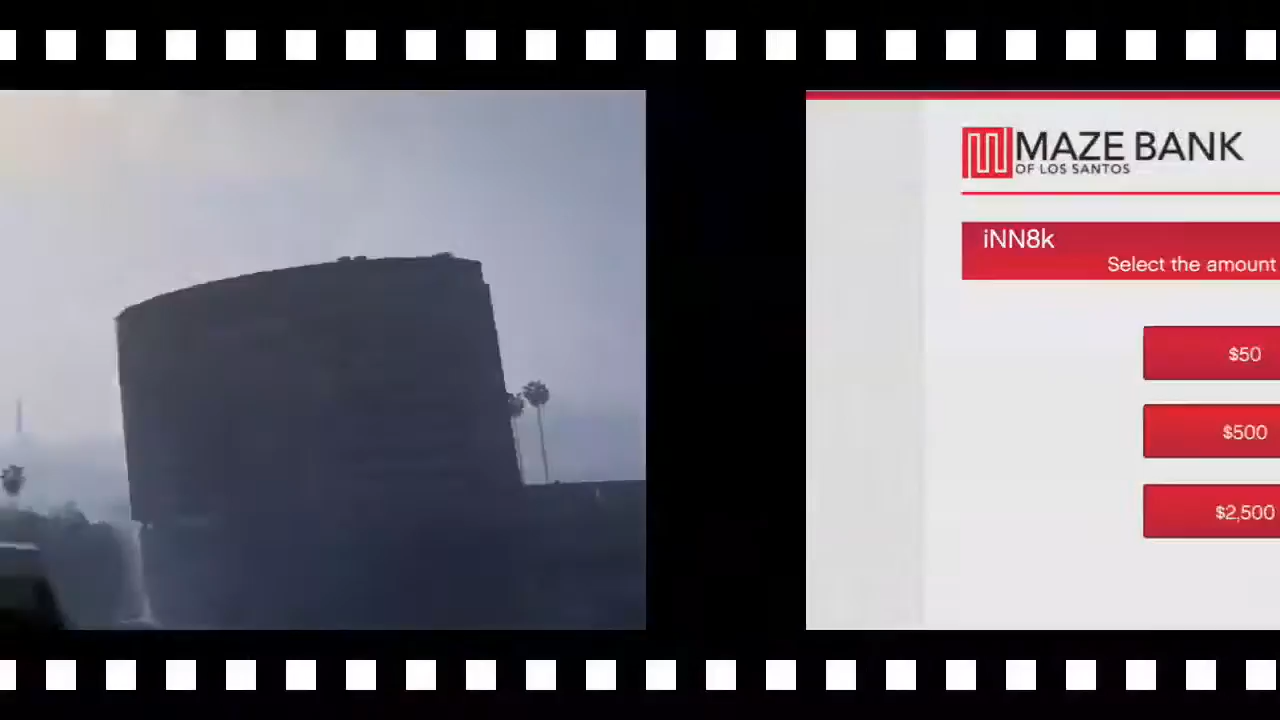 MAZE BANK
OF LOS SANTOS
iNN8k
Select the amount
$50
$500
$2,500